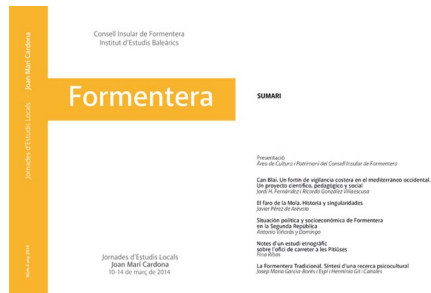 Jornades d'Estudis Locals Joan Marí Cardona
Consell Insular de Formentera
Institut d'Estudis Baleàrics
Formentera
Jornades d'Estudis Locals
Joan Marí Cardona
10-14 de març de 2014
SUMARI
Presentació
Àrea de Cultura i Patrimoni del Consell Insular de Formentera
Can Blai. Un fortín de vigilancia costera en el mediterráneo occidental.
Un proyecto científico, pedagógico y social
Jordi H. Fernández i Ricardo González Villaescusa
El faro de la Mola. Historia y singularidades
Javier Pérez de Arévalo
Situación política y socioeconómica de Formentera
en la Segunda República
Antonio Viñarás y Domingo
Notes d'un estudi etnogràfic
sobre l'ofici de carreter a les Pitiüses
Fina Ribas
La Formentera Tradicional. Síntesi d'una recerca psicocultural
Josep Maria Garcia-Borés i Espí i Hermínio Gil i Canales